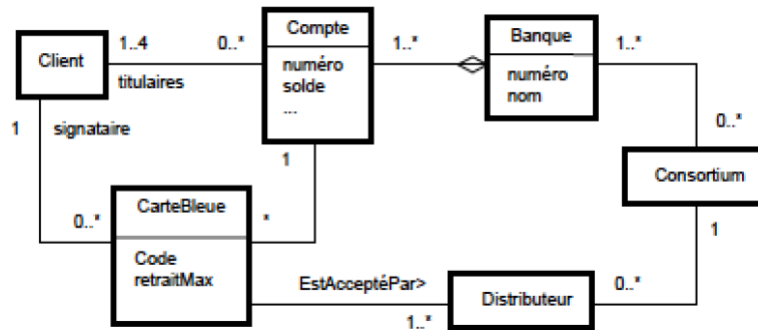 Client
1..4
0..*
titulaires
Compte
numéro
solde
...
1..*
Banque
numéro
nom
1..*
0..*
Consortium
1
1
signataire
0..*
CarteBleue
Code
retraitMax
*
1
EstAcceptéPar>
1..*
Distributeur
0..*